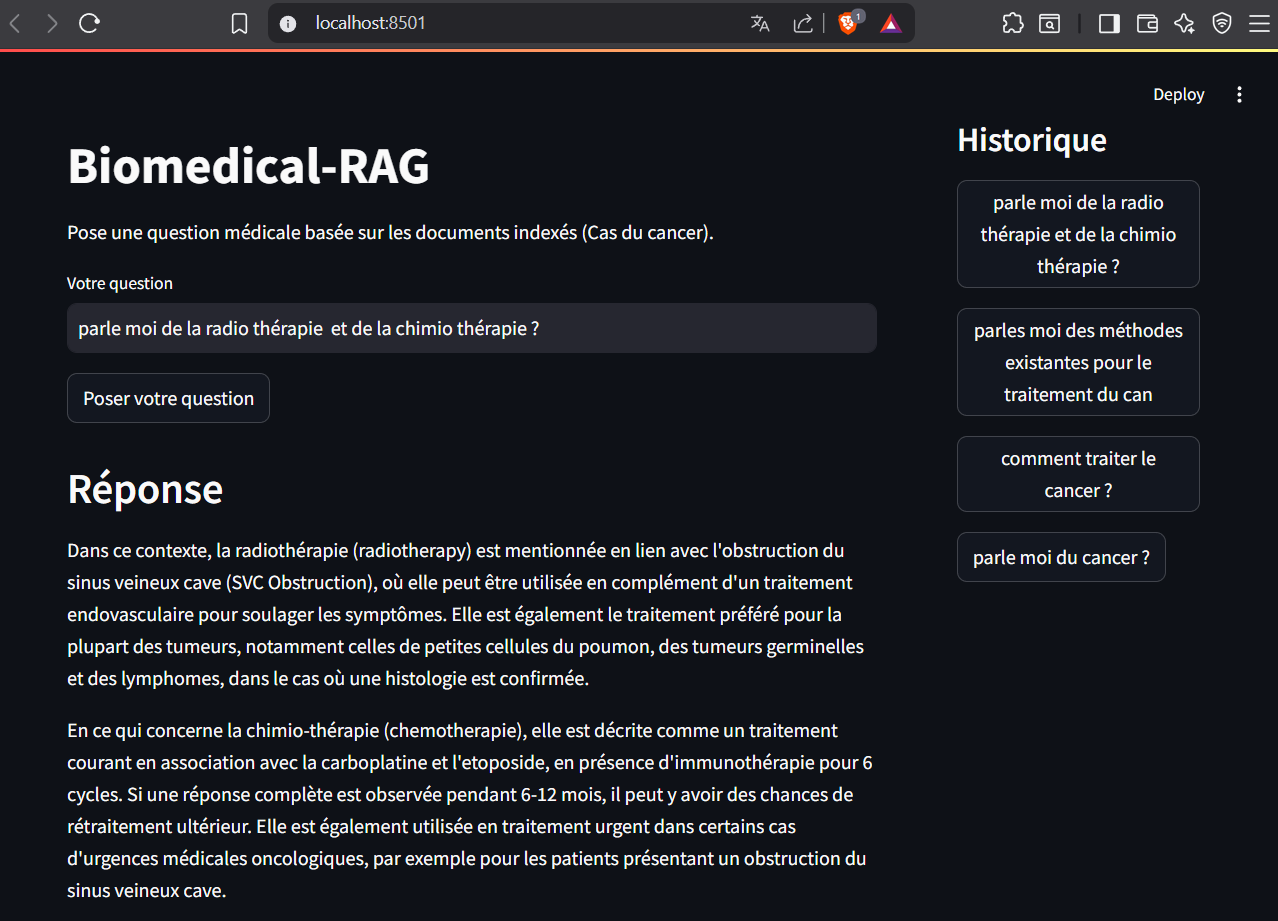 localhost:8501
1
Deploy
Biomedical-RAG
Pose une question médicale basée sur les documents indexés (Cas du cancer).
Votre question
parle moi de la radio thérapie  et de la chimio thérapie ?
Poser votre question
Réponse
Dans ce contexte, la radiothérapie (radiotherapy) est mentionnée en lien avec l'obstruction du
sinus veineux cave (SVC Obstruction), où elle peut être utilisée en complément d'un traitement
endovasculaire pour soulager les symptômes. Elle est également le traitement préféré pour la
plupart des tumeurs, notamment celles de petites cellules du poumon, des tumeurs germinelles
et des lymphomes, dans le cas où une histologie est confirmée.
En ce qui concerne la chimio-thérapie (chemotherapie), elle est décrite comme un traitement
courant en association avec la carboplatine et l'etoposide, en présence d'immunothérapie pour 6
cycles. Si une réponse complète est observée pendant 6-12 mois, il peut y avoir des chances de
rétraitement ultérieur. Elle est également utilisée en traitement urgent dans certains cas
d'urgences médicales oncologiques, par exemple pour les patients présentant un obstruction du
sinus veineux cave.
Historique
parle moi de la radio
thérapie et de la chimio
thérapie ?
parles moi des méthodes
existantes pour le
traitement du can
comment traiter le
cancer ?
parle moi du cancer ?